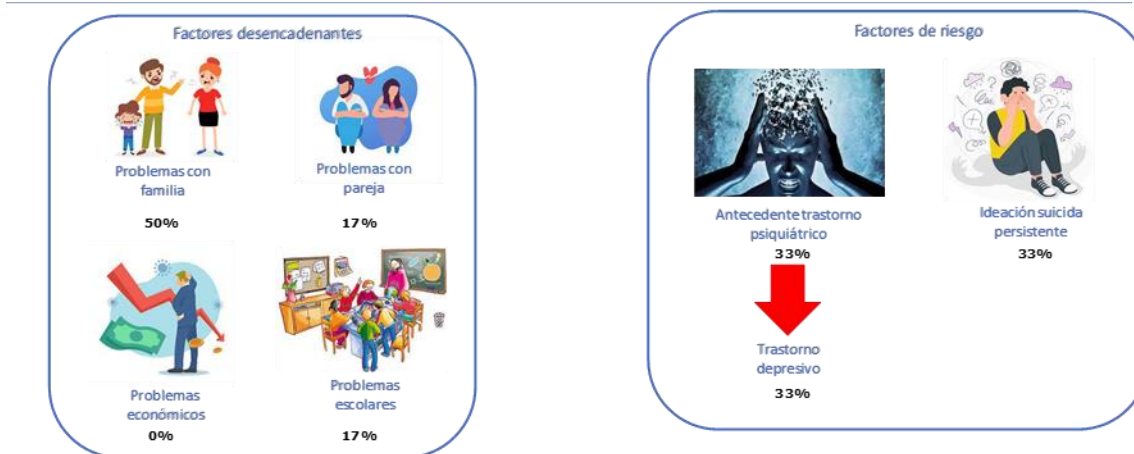 Factores desencadenantes
Problemas con
familia
50%
Problemas con
pareja
17%
Problemas
económicos
0%
Problemas
escolares
17%
Factores de riesgo
Antecedente trastorno
psiquiátrico
33%
Trastorno
depresivo
33%
Ideación suicida
persistente
33%